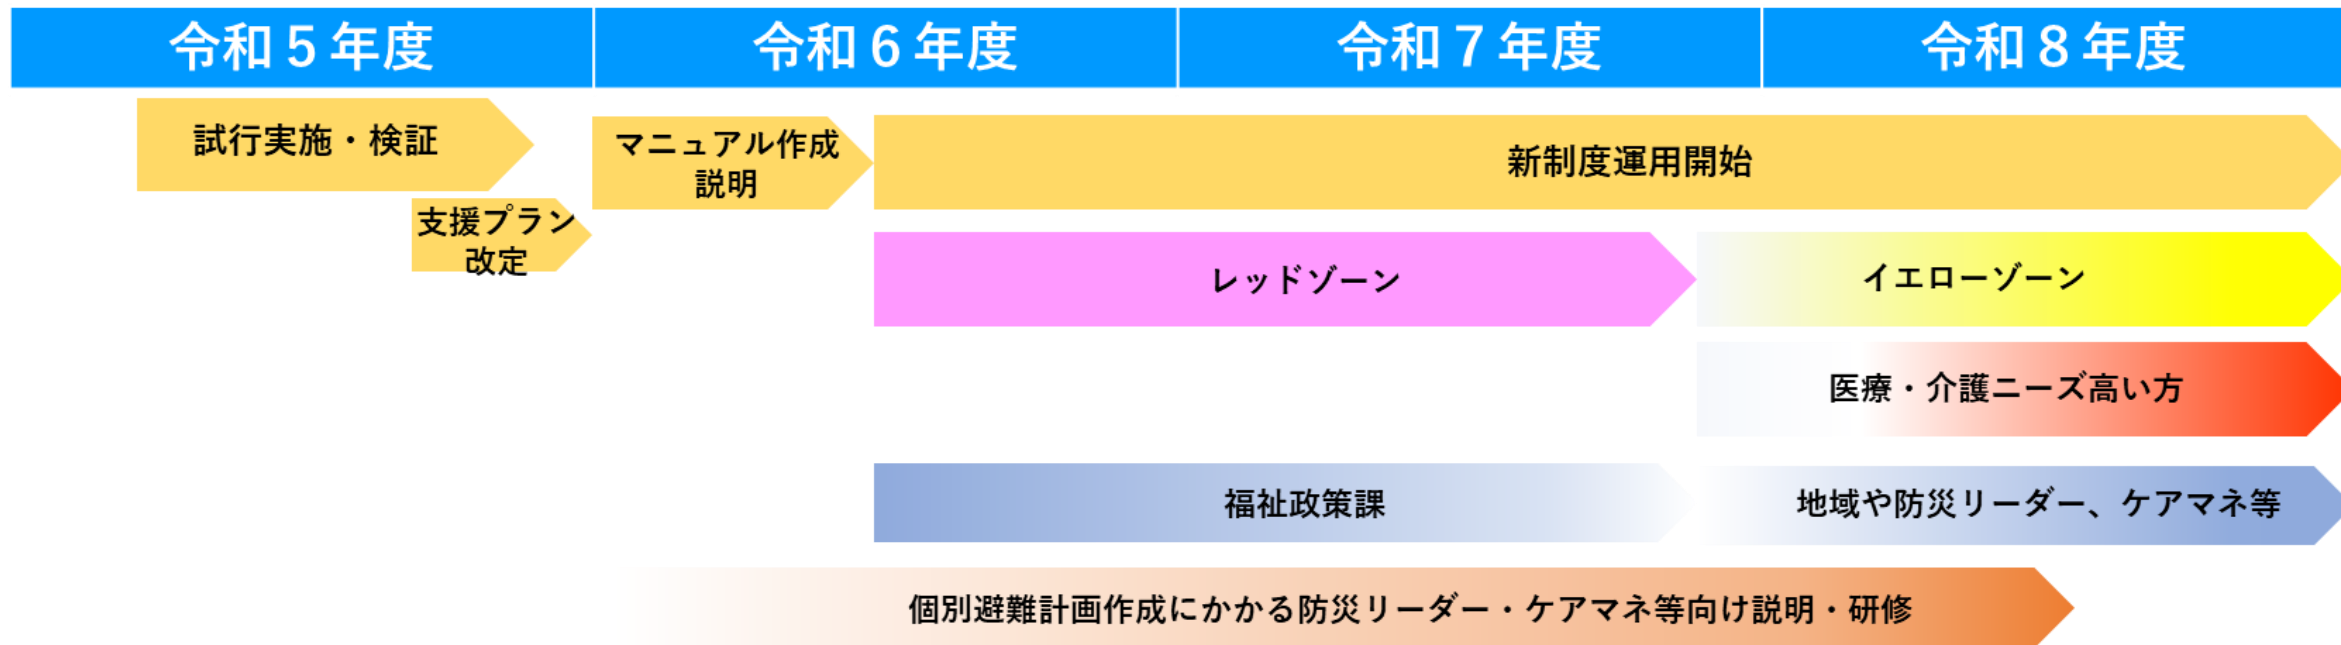 令和５年度
令和６年度
令和７年度
令和８年度
試行実施・検証
マニュアル作成
説明
新制度運用開始
支援プラン
改定
レッドゾーン
イエローゾーン
医療・介護ニーズ高い方
福祉政策課
地域や防災リーダー、ケアマネ等
個別避難計画作成にかかる防災リーダー・ケアマネ等向け説明・研修